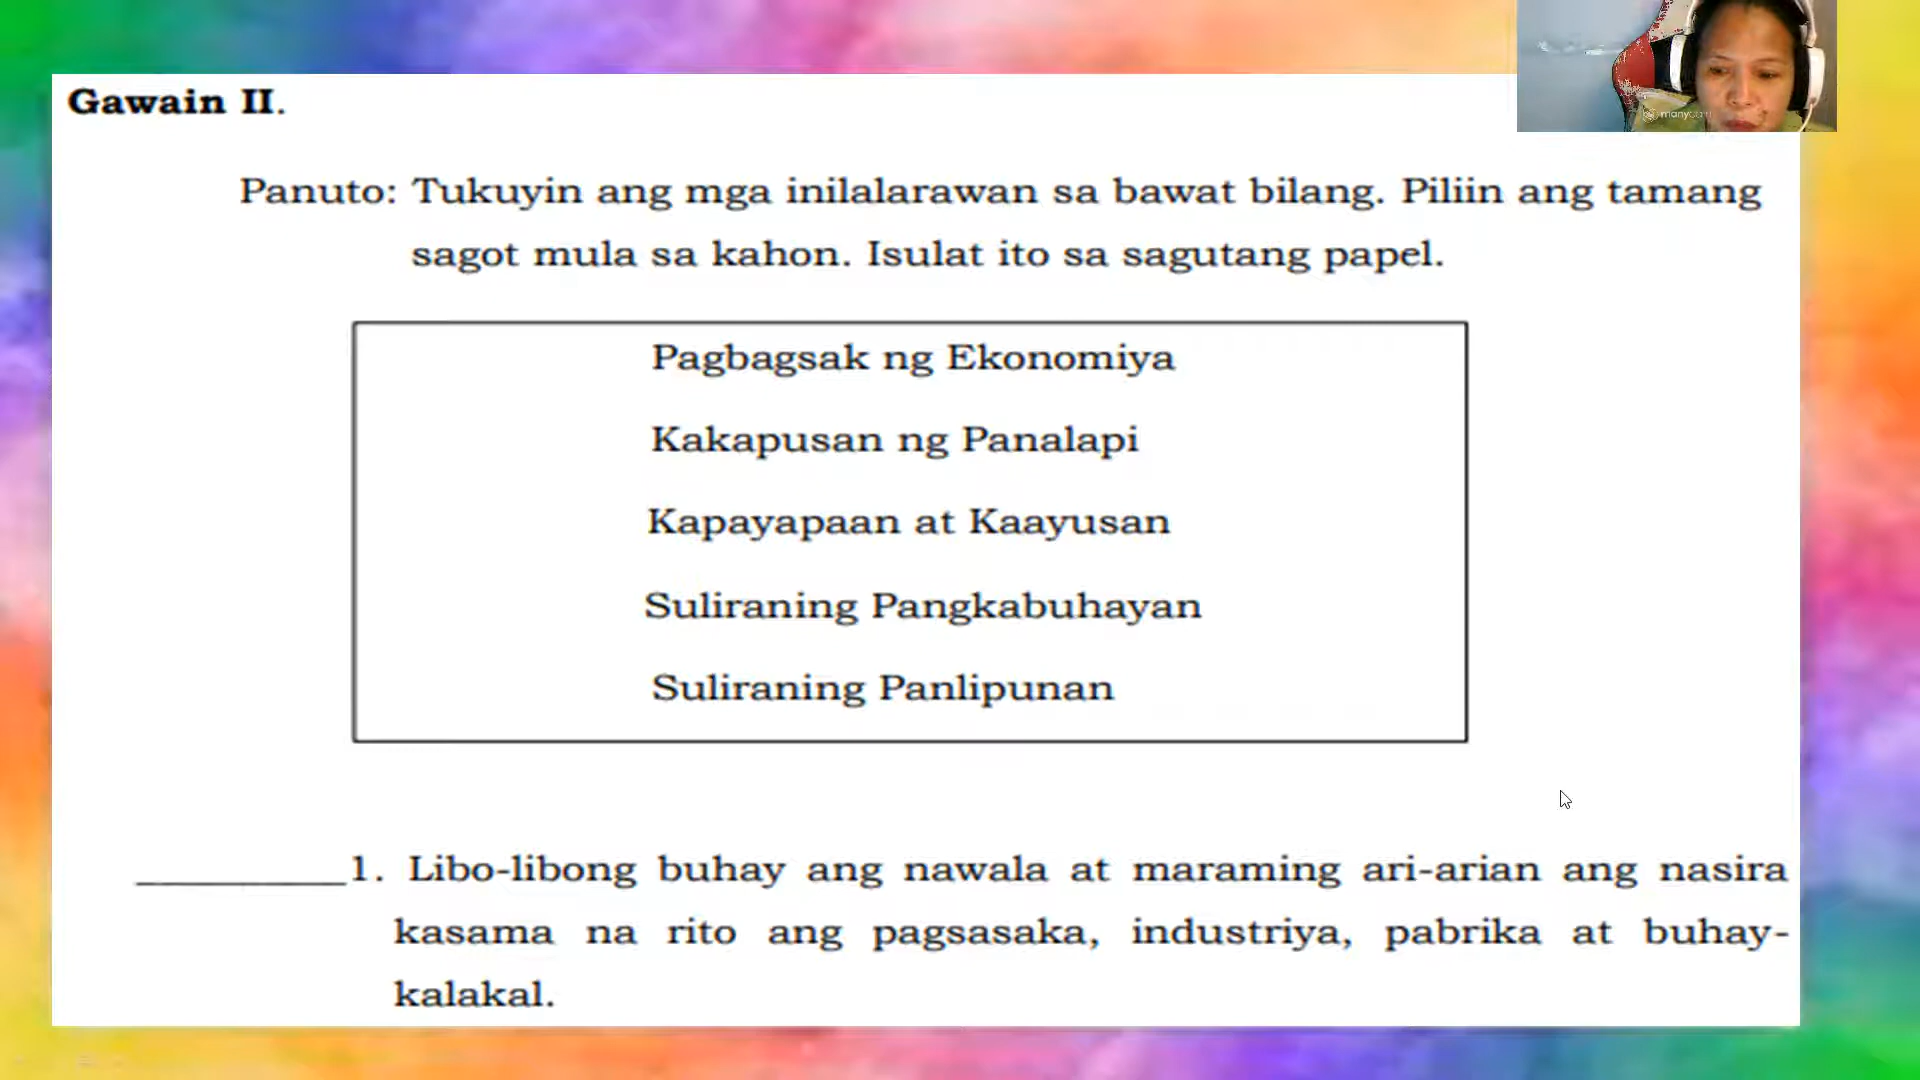 Gawain II.
Panuto: Tukuyin ang mga inilalarawan sa bawat bilang. Piliin ang tamang
sagot mula sa kahon. Isulat ito sa sagutang papel.
Pagbagsak ng Ekonomiya
Kakapusan ng Panalapi
Kapayapaan at Kaayusan
Suliraning Pangkabuhayan
Suliraning Panlipunan
__________1. Libo-libong buhay ang nawala at maraming ari-arian ang nasira
kasama na rito ang pagsasaka, industriya, pabrika at buhay-
kalakal.